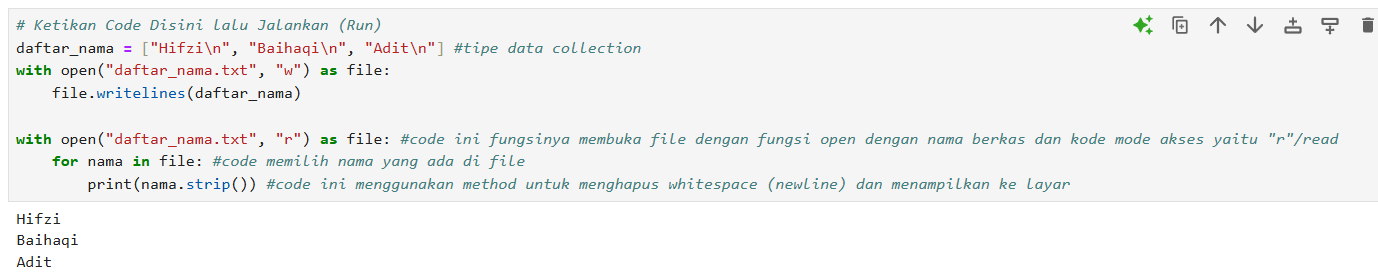 # Ketikan Code Disini lalu Jalankan (Run)
daftar_nama = ["Hifzi\n", "Baihaqi\n", "Adit\n"] #tipe data collection
with open("daftar_nama.txt", "w") as file:
    file.writelines(daftar_nama)

with open("daftar_nama.txt", "r") as file: #code ini fungsinya membuka file dengan fungsi open dengan nama berkas dan kode mode akses yaitu "r"/read
    for nama in file: #code memilih nama yang ada di file
        print(nama.strip()) #code ini menggunakan method untuk menghapus whitespace (newline) dan menampilkan ke layar
Hifzi
Baihaqi
Adit